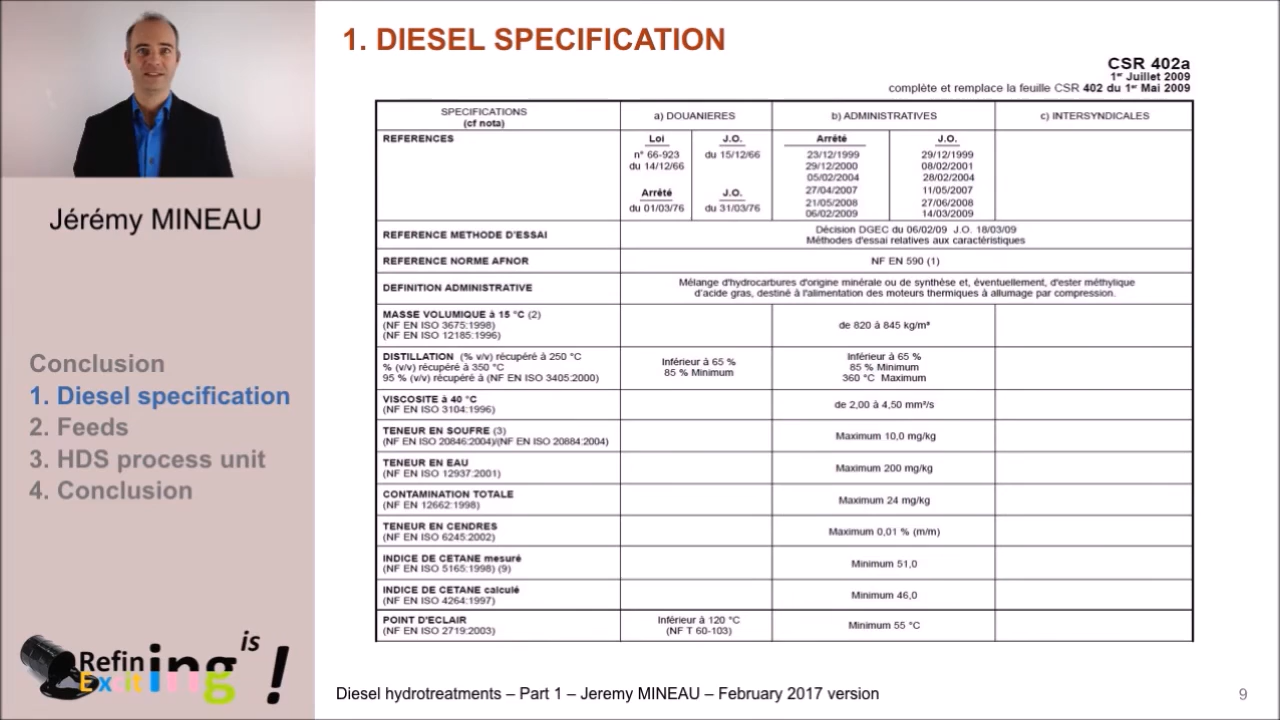 1. DIESEL SPECIFICATION
CSR 402a
1er Juillet 2009
complète et remplace la feuille CSR 402 du 1er Mai 2009
Jérémy MINEAU
Conclusion
1. Diesel specification
2. Feeds
3. HDS process unit
4. Conclusion
SPECIFICATIONS
(cf nota)
a) DOUANIERES
b) ADMINISTRATIVES
c) INTERSYNDICALES
REFERENCES
Loi
n° 66-923
du 14/12/66
Arrêté
du 01/03/76
J.O.
du 15/12/66
J.O.
du 31/03/76
Arrêté
23/12/1999
29/12/2000
05/02/2004
27/04/2007
21/05/2008
06/02/2009
J.O.
29/12/1999
08/02/2001
28/02/2004
11/05/2007
27/06/2008
14/03/2009
REFERENCE METHODE D'ESSAI
Décision DGEC du 06/02/09 J.O. 18/03/09
Méthodes d'essai relatives aux caractéristiques
REFERENCE NORME AFNOR
NF EN 590 (1)
DEFINITION ADMINISTRATIVE
Mélange d'hydrocarbures d'origine minérale ou de synthèse et, éventuellement, d'ester méthylique
d'acide gras, destiné à l'alimentation des moteurs thermiques à allumage par compression.
MASSE VOLUMIQUE à 15 °C (2)
(NF EN ISO 3675:1998)
(NF EN ISO 12185:1996)
de 820 à 845 kg/m³
DISTILLATION (% v/v) récupéré à 250 °C
% (v/v) récupéré à 350 °C
95 % (v/v) récupéré à (NF EN ISO 3405:2000)
Inférieur à 65 %
85 % Minimum
Inférieur à 65 %
85 % Minimum
360 °C Maximum
VISCOSITE à 40 °C
(NF EN ISO 3104:1996)
de 2,00 à 4,50 mm²/s
TENEUR EN SOUFRE (3)
(NF EN ISO 20846:2004)/(NF EN ISO 20884:2004)
Maximum 10,0 mg/kg
TENEUR EN EAU
(NF EN ISO 12937:2001)
Maximum 200 mg/kg
CONTAMINATION TOTALE
(NF EN 12662:1998)
Maximum 24 mg/kg
TENEUR EN CENDRES
(NF EN ISO 6245:2002)
Maximum 0,01 % (m/m)
INDICE DE CETANE mesuré
(NF EN ISO 5165:1998) (9)
Minimum 51,0
INDICE DE CETANE calculé
(NF EN ISO 4264:1997)
Minimum 46,0
POINT D'ECLAIR
(NF EN ISO 2719:2003)
Inférieur à 120 °C
(NF T 60-103)
Minimum 55 °C
Refining is
Exciting !
Diesel hydrotreatments – Part 1 – Jeremy MINEAU – February 2017 version
9